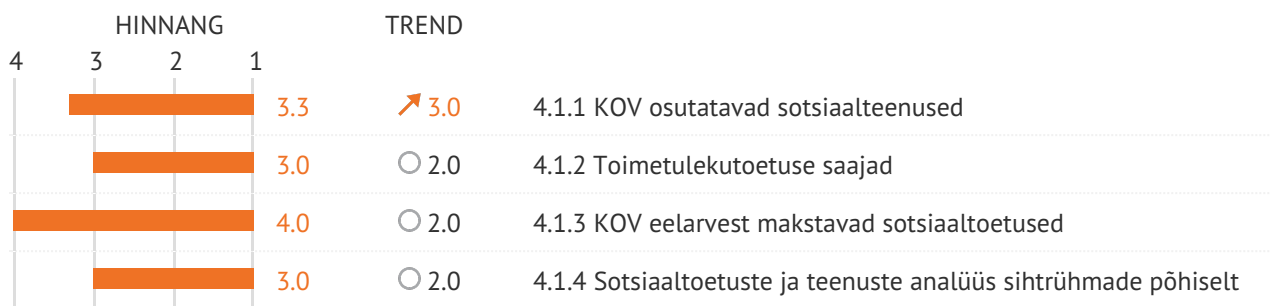 HINNANG TREND
4 3 2 1
3.3 3.0 4.1.1 KOV osutatavad sotsiaalteenused
3.0 2.0 4.1.2 Toimetulekutoetuse saajad
4.0 2.0 4.1.3 KOV eelarvest makstavad sotsiaaltoetused
3.0 2.0 4.1.4 Sotsiaaltoetuste ja teenuste analüüs sihtrühmade põhiselt